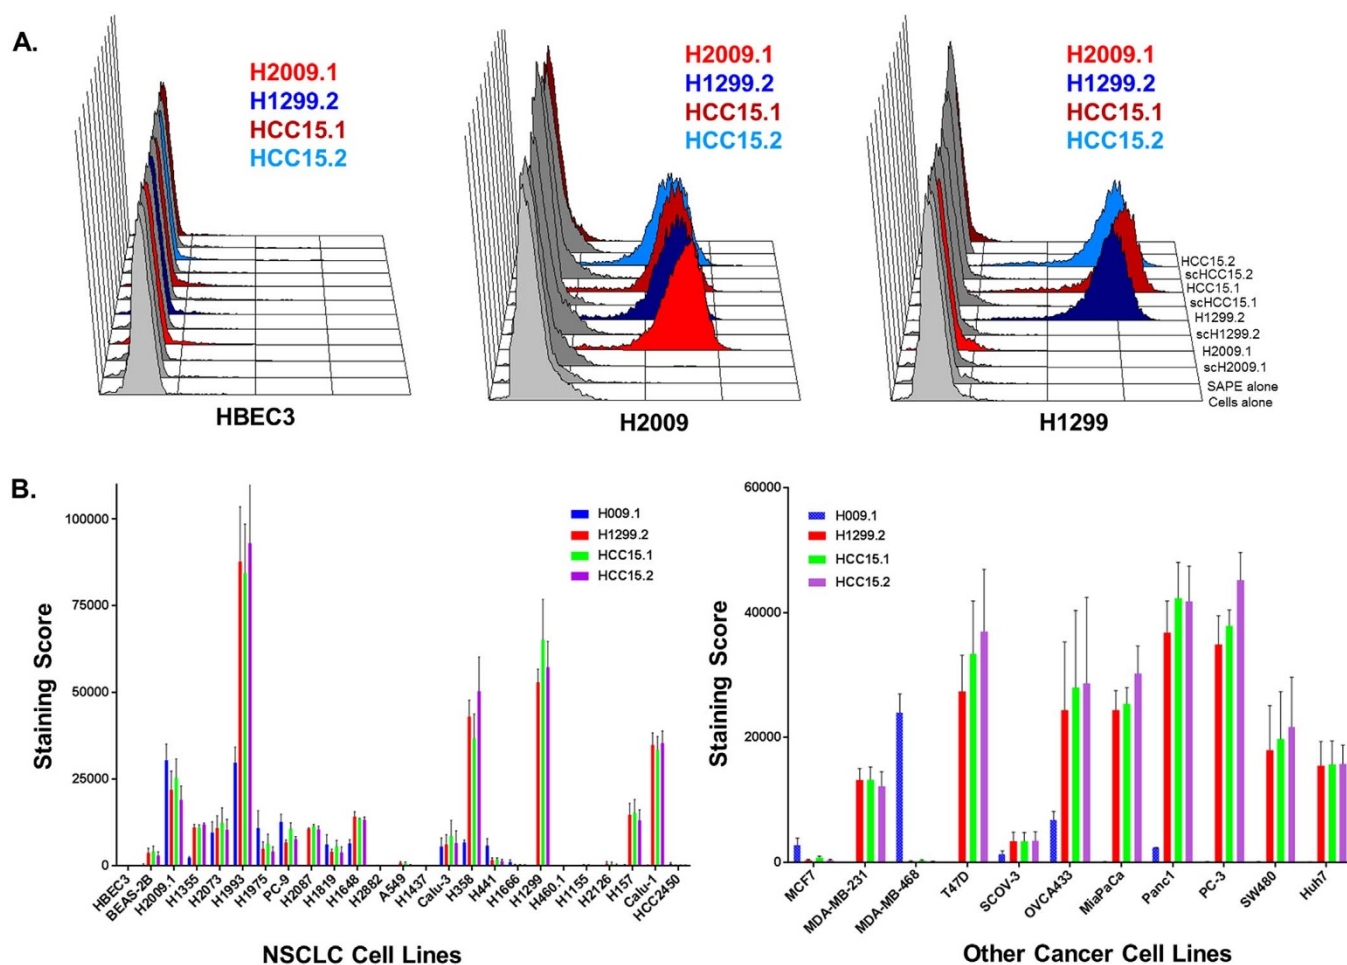 A.
H2009.1
H1299.2
HCC15.1
HCC15.2
HBEC3
H2009.1
H1299.2
HCC15.1
HCC15.2
H2009
H2009.1
H1299.2
HCC15.1
HCC15.2
HCC15.2
scHCC15.2
HCC15.1
scHCC15.1
H1299.2
scH1299.2
H2009.1
scH2009.1
SAPE alone
Cells alone
H1299
B.
Staining Score
100000
75000
50000
25000
0
H009.1
H1299.2
HCC15.1
HCC15.2
HBEC3
BEAS-2B
H2009.1
H1355
H2073
H1993
H1975
PC-9
H2087
H1819
H1648
H2882
A549
H1437
Calu-3
H358
H441
H1666
H1299
H460.1
H1155
H2126
H157
Calu-1
HCC2450
NSCLC Cell Lines
Staining Score
60000
40000
20000
0
H009.1
H1299.2
HCC15.1
HCC15.2
MCF7
MDA-MB-231
MDA-MB-468
T47D
SCOV-3
OVCA433
MiaPaCa
Panc1
PC-3
SW480
Huh7
Other Cancer Cell Lines